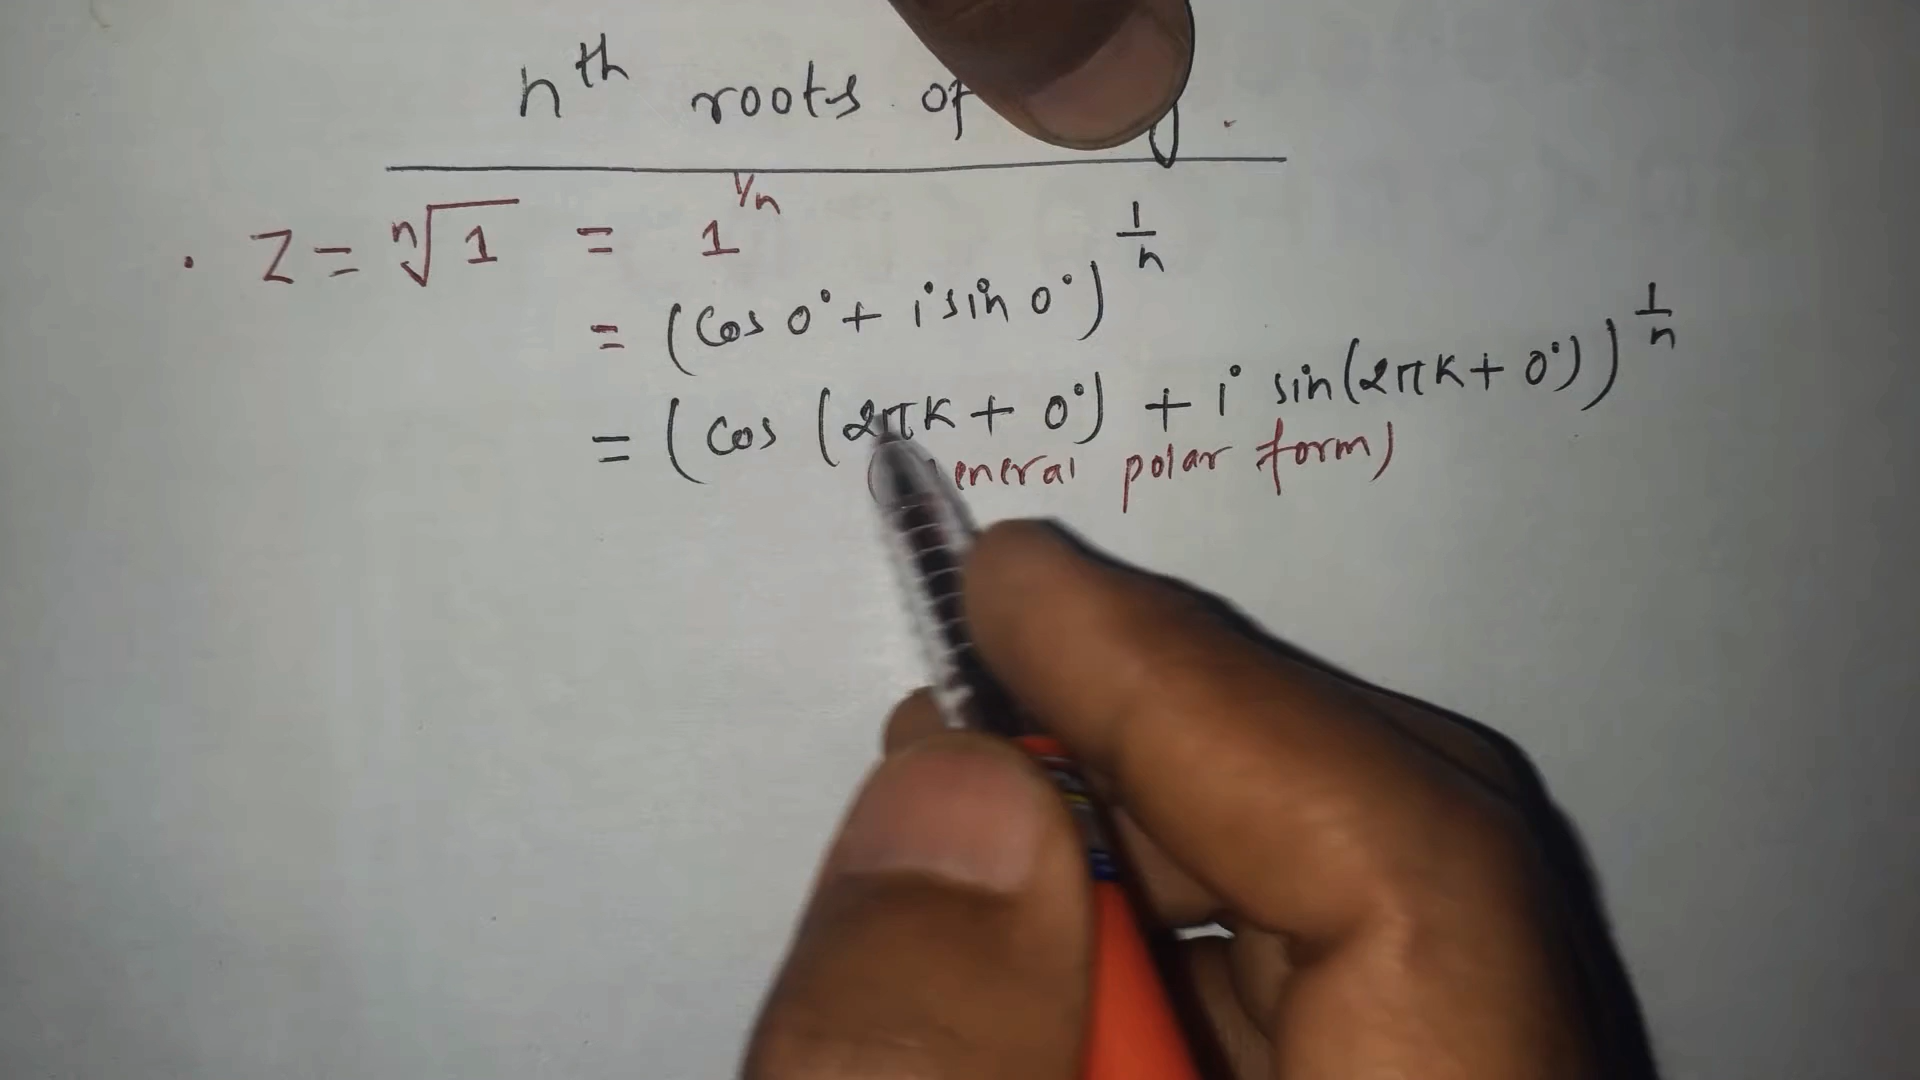 nth roots of
. Z = ⁿ√1 = 1^1/n
= (cos 0° + i sin 0°)^1/n
= (cos (2πK + 0°) + i sin(2πK + 0°))^1/n
polar form)